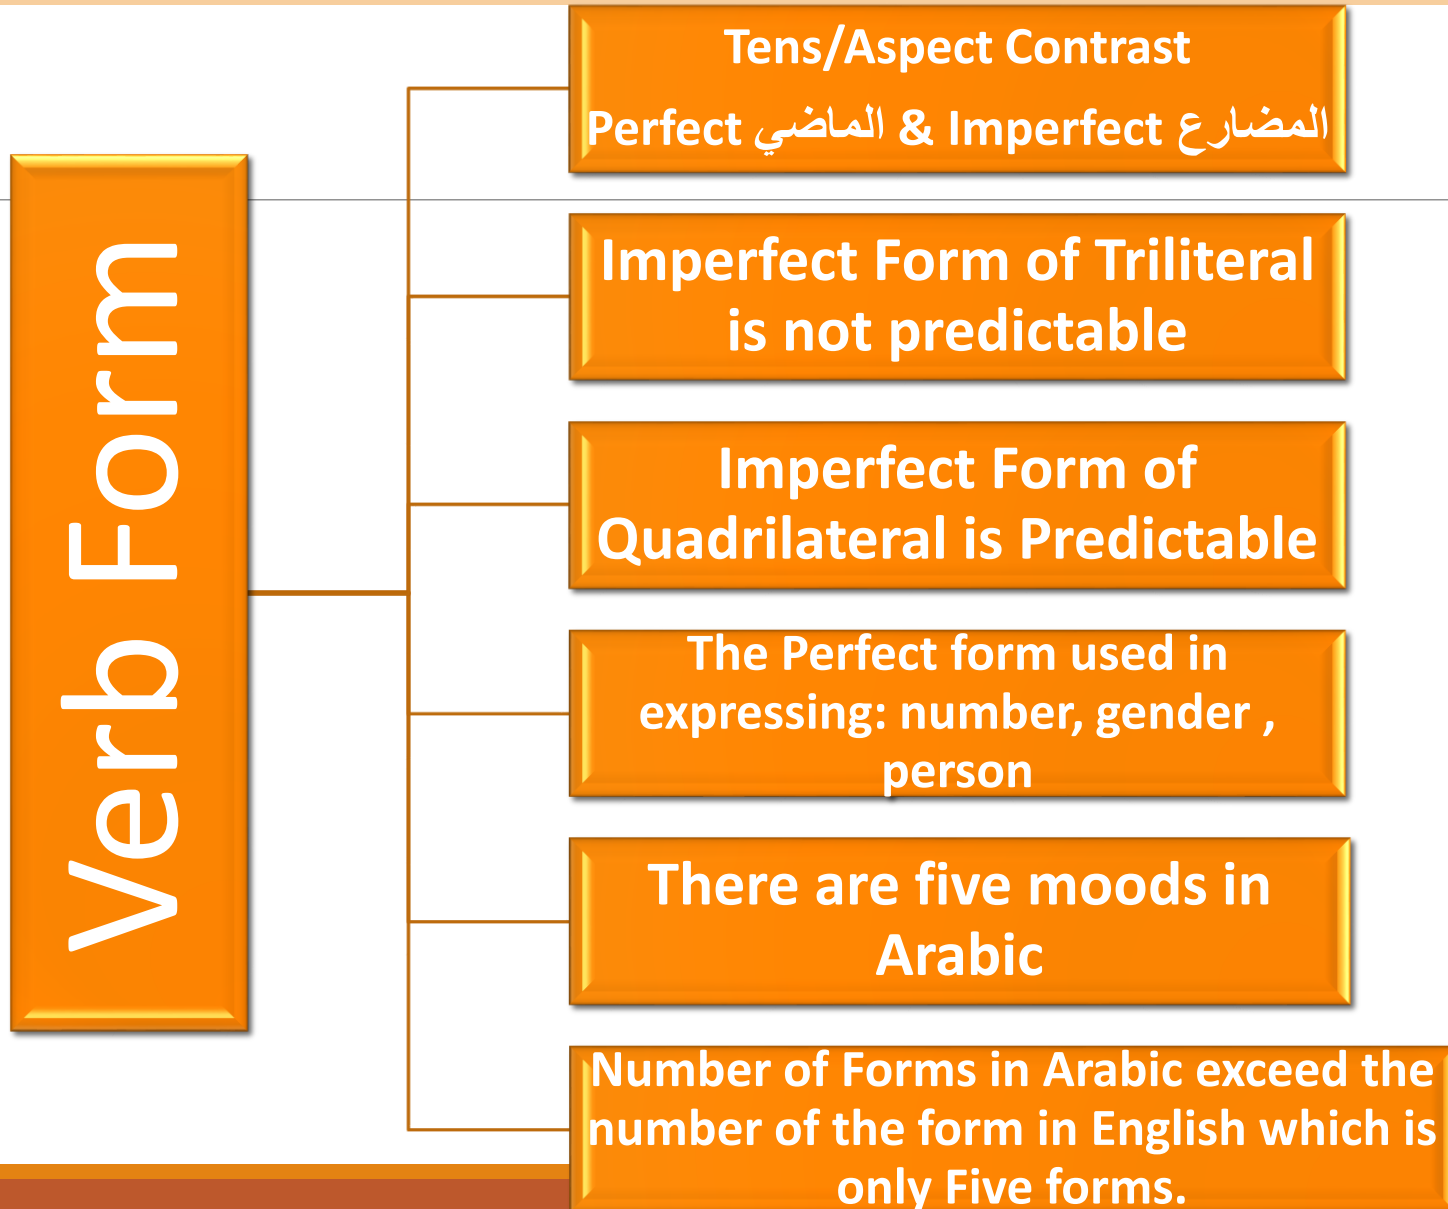 Verb Form
Tens/Aspect Contrast
Perfect الماضي & Imperfect المضارع
Imperfect Form of Triliteral
is not predictable
Imperfect Form of
Quadrilateral is Predictable
The Perfect form used in
expressing: number, gender ,
person
There are five moods in
Arabic
Number of Forms in Arabic exceed the
number of the form in English which is
only Five forms.